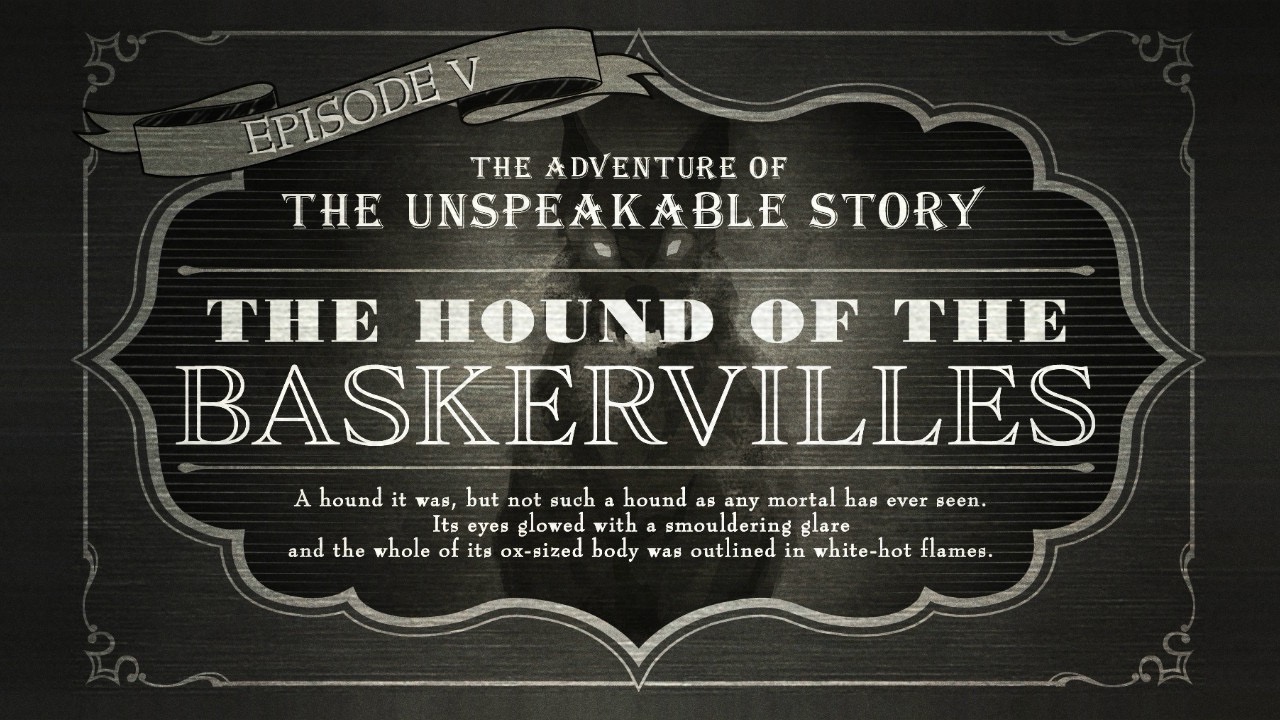 EPISODE V
THE ADVENTURE OF
THE UNSPEAKABLE STORY
THE HOUND OF THE
BASKERVILLES
A hound it was, but not such a hound as any mortal has ever seen.
Its eyes glowed with a smouldering glare
and the whole of its ox-sized body was outlined in white-hot flames.